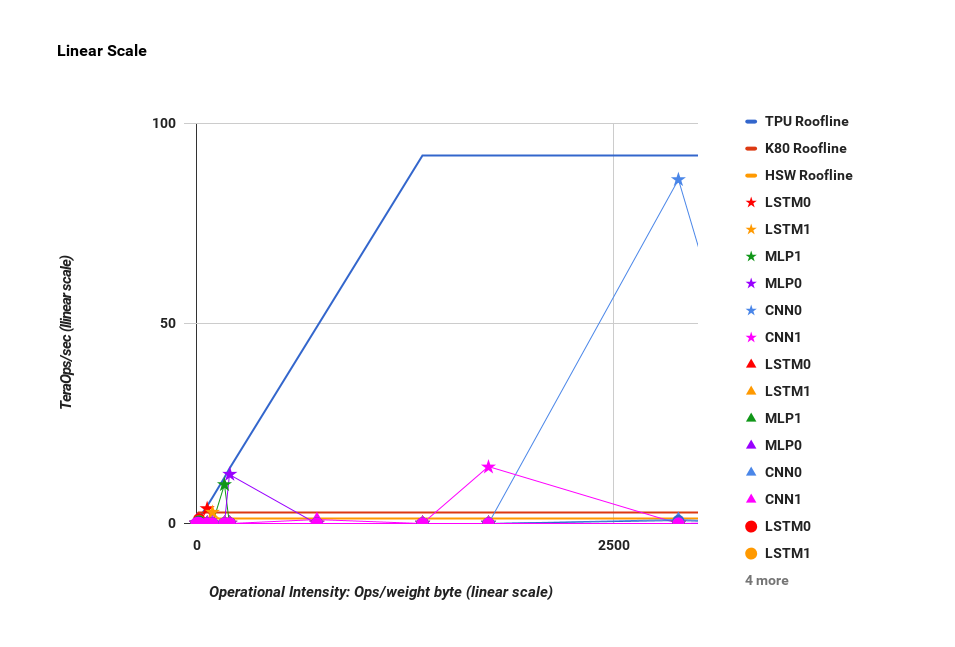 Linear Scale
100
50
0
0
2500
TeraOps/sec (linear scale)
Operational Intensity: Ops/weight byte (linear scale)
TPU Roofline
K80 Roofline
HSW Roofline
LSTM0
LSTM1
MLP1
MLP0
CNN0
CNN1
LSTM0
LSTM1
MLP1
MLP0
CNN0
CNN1
LSTM0
LSTM1
4 more